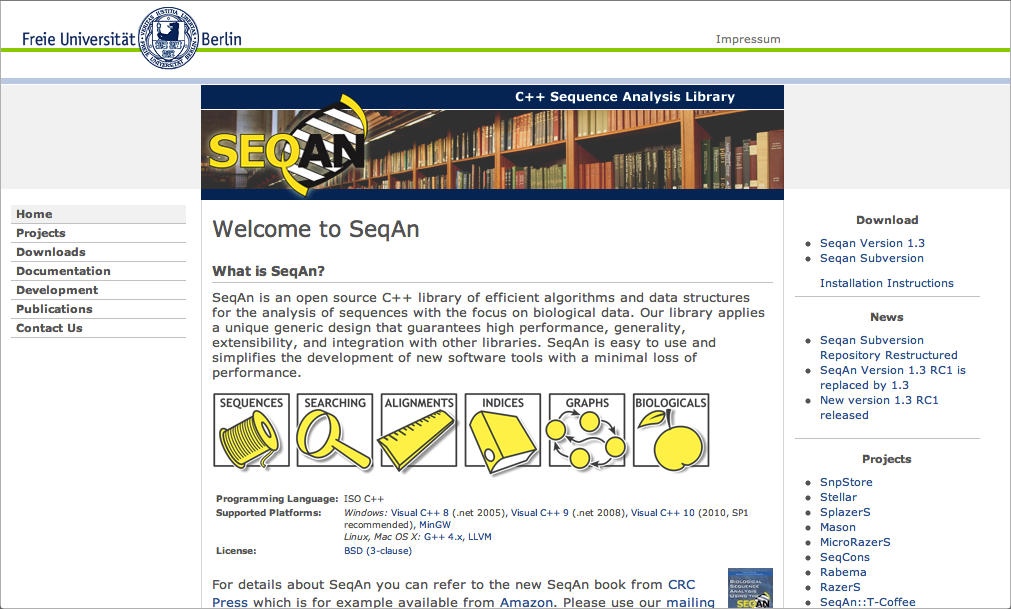 Freie Universität Berlin
Impressum
C++ Sequence Analysis Library
SEQAN
Home
Projects
Downloads
Documentation
Development
Publications
Contact Us
Welcome to SeqAn
What is SeqAn?
SeqAn is an open source C++ library of efficient algorithms and data structures
for the analysis of sequences with the focus on biological data. Our library applies
a unique generic design that guarantees high performance, generality,
extensibility, and integration with other libraries. SeqAn is easy to use and
simplifies the development of new software tools with a minimal loss of
performance.
SEQUENCES
SEARCHING
ALIGNMENTS
INDICES
GRAPHS
BIOLOGICALS
Programming Language: ISO C++
Supported Platforms: Windows: Visual C++ 8 (.net 2005), Visual C++ 9 (.net 2008), Visual C++ 10 (2010, SP1
recommended), MinGW
Linux, Mac OS X: G++ 4.x, LLVM
License: BSD (3-clause)
For details about SeqAn you can refer to the new SeqAn book from CRC
Press which is for example available from Amazon. Please use our mailing
BIOLOGICAL
SEQUENCE
ANALYSIS
SEQAN
Download
Seqan Version 1.3
Seqan Subversion
Installation Instructions
News
Seqan Subversion
Repository Restructured
SeqAn Version 1.3 RC1 is
replaced by 1.3
New version 1.3 RC1
released
Projects
SnpStore
Stellar
SplazerS
Mason
MicroRazerS
SeqCons
Rabema
RazerS
SeqAn::T-Coffee